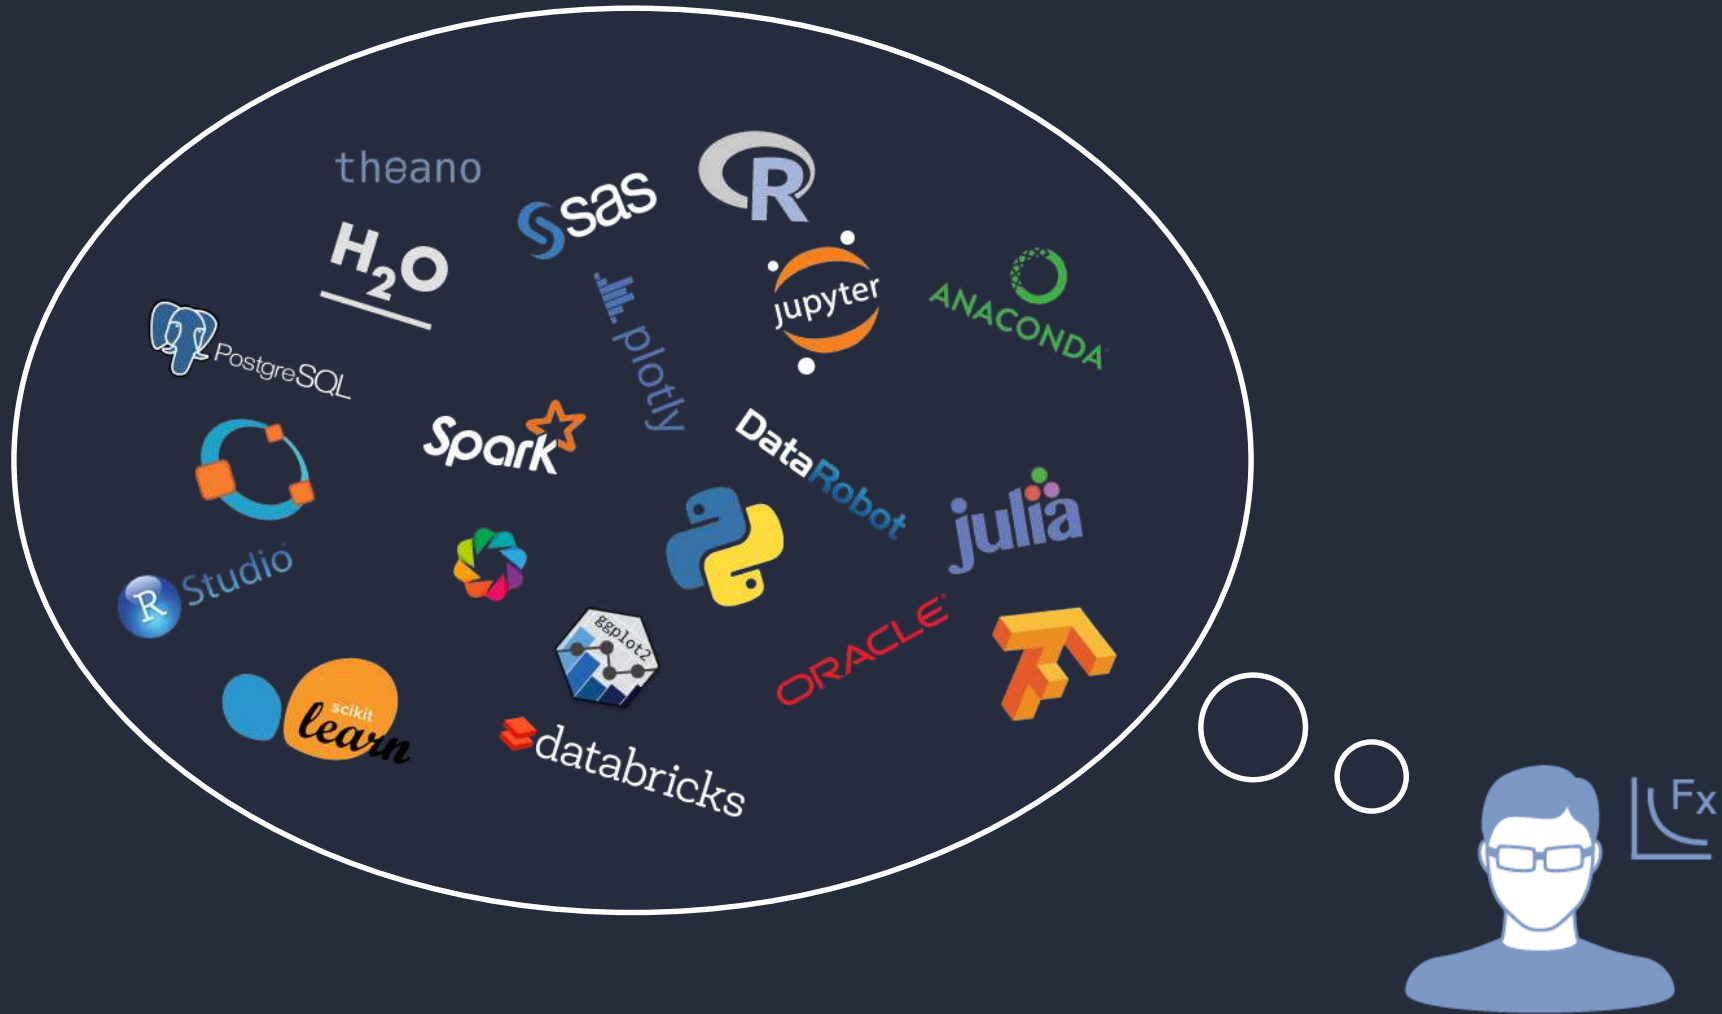 theano
sas
R
H2O
jupyter
ANACONDA
plotly
PostgreSQL
Spark
DataRobot
julia
R Studio
ggplot2
ORACLE
scikit
learn
databricks
Fx